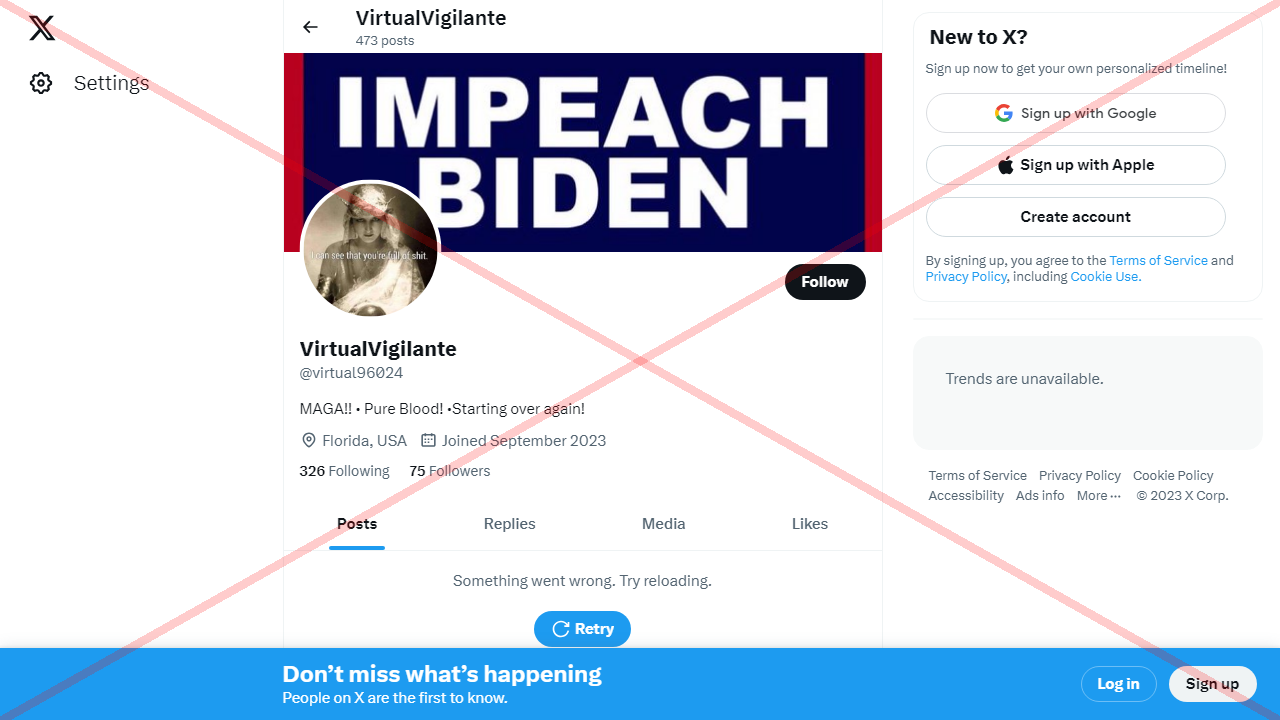 Settings
VirtualVigilante
473 posts
IMPEACH
BIDEN
I can see that you're full of shit.
Follow
VirtualVigilante
@virtual96024
MAGA!! • Pure Blood! •Starting over again!
Florida, USA Joined September 2023
326 Following 75 Followers
Posts Replies Media Likes
Something went wrong. Try reloading.
Retry
New to X?
Sign up now to get your own personalized timeline!
Sign up with Google
Sign up with Apple
Create account
By signing up, you agree to the Terms of Service and
Privacy Policy, including Cookie Use.
Trends are unavailable.
Terms of Service Privacy Policy Cookie Policy
Accessibility Ads info More ··· © 2023 X Corp.
Don’t miss what’s happening
People on X are the first to know.
Log in Sign up